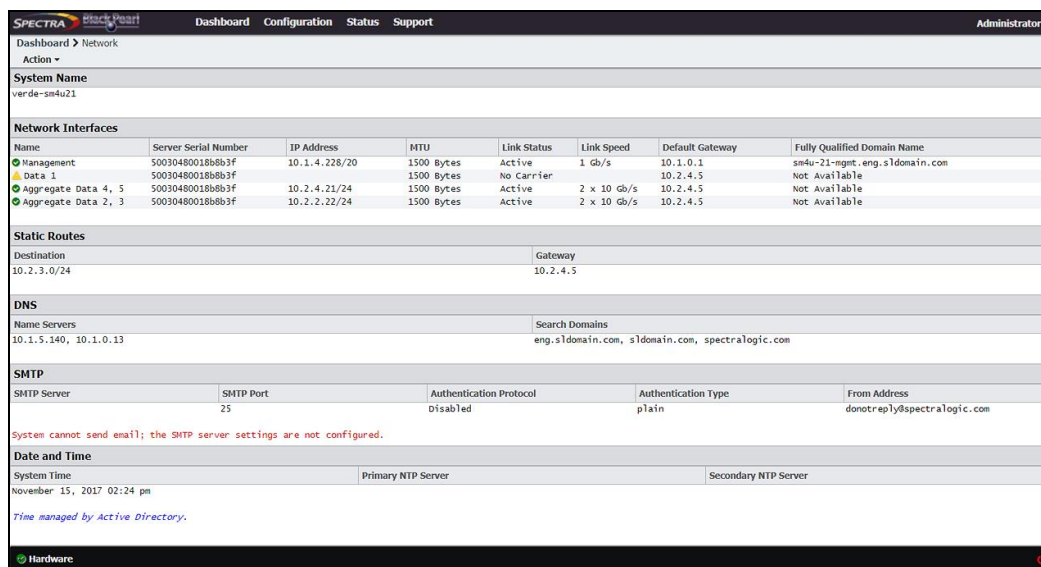 SPECTRA BlackPearl Dashboard Configuration Status Support Administrator
Dashboard > Network
Action
System Name
verde-sm4u21
Network Interfaces
Name Server Serial Number IP Address MTU Link Status Link Speed Default Gateway Fully Qualified Domain Name
Management 50030480018b8b3f 10.1.4.228/20 1500 Bytes Active 1 Gb/s 10.1.0.1 sm4u-21-mgmt.eng.sldomain.com
Data 1 50030480018b8b3f 1500 Bytes No Carrier 10.2.4.5 Not Available
Aggregate Data 4, 5 50030480018b8b3f 10.2.4.21/24 1500 Bytes Active 2 x 10 Gb/s 10.2.4.5 Not Available
Aggregate Data 2, 3 50030480018b8b3f 10.2.2.22/24 1500 Bytes Active 2 x 10 Gb/s 10.2.4.5 Not Available
Static Routes
Destination Gateway
10.2.3.0/24 10.2.4.5
DNS
Name Servers Search Domains
10.1.5.140, 10.1.0.13 eng.sldomain.com, sldomain.com, spectralogic.com
SMTP
SMTP Server SMTP Port Authentication Protocol Authentication Type From Address
25 Disabled plain donotreply@spectralogic.com
System cannot send email; the SMTP server settings are not configured.
Date and Time
System Time Primary NTP Server Secondary NTP Server
November 15, 2017 02:24 pm
Time managed by Active Directory.
Hardware